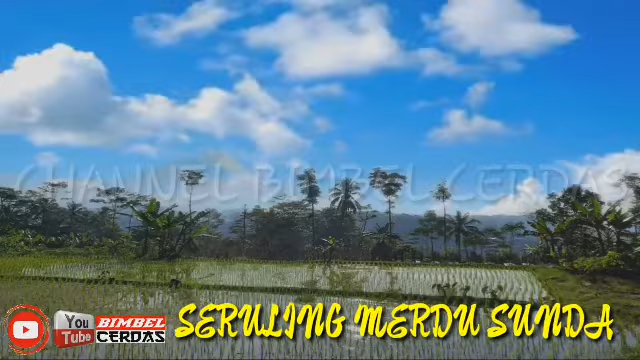 CHANNEL BIMBEL CERDAS
You
Tube
BIMBEL
CERDAS
SERULING MERDU SUNDA